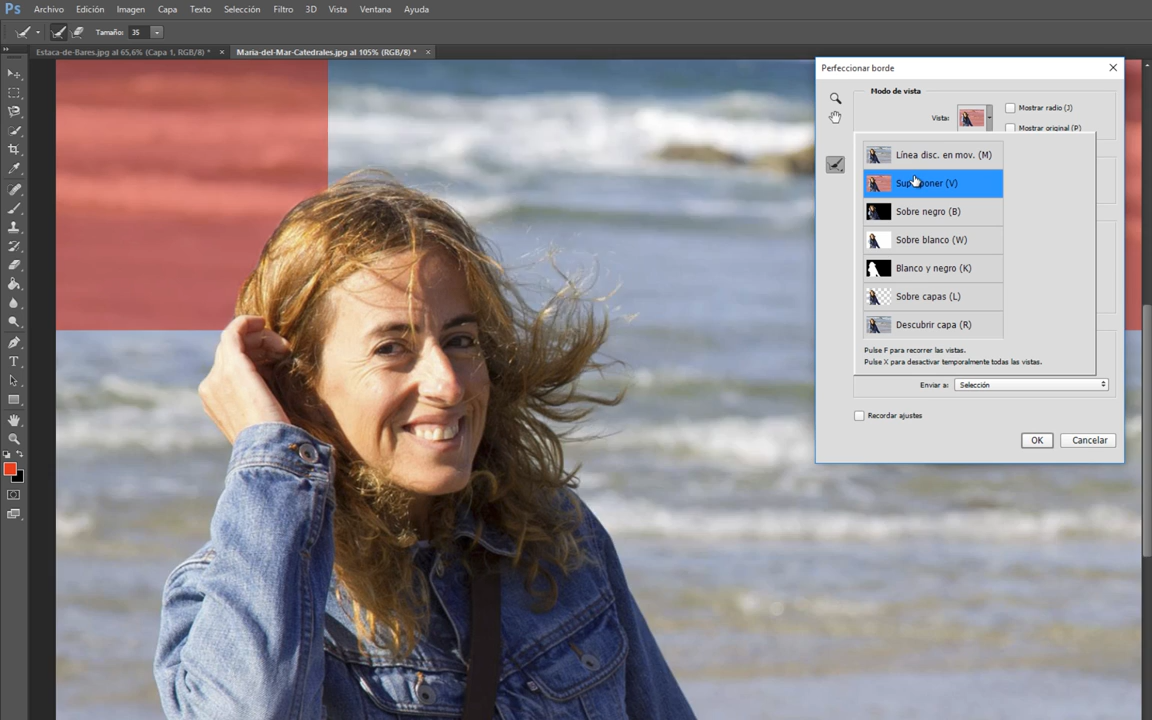 Ps Archivo Edición Imagen Capa Texto Selección Filtro 3D Vista Ventana Ayuda
Tamaño: 35
Estaca-de-Bares.jpg al 65,6% (Capa 1, RGB/8) * × Maria-del-Mar-Catedrales.jpg al 105% (RGB/8) * ×
Perfeccionar borde
Modo de vista
Vista:
Mostrar radio (J)
Mostrar original (P)
Línea disc. en mov. (M)
Superponer (V)
Sobre negro (B)
Sobre blanco (W)
Blanco y negro (K)
Sobre capas (L)
Descubrir capa (R)
Pulse F para recorrer las vistas.
Pulse X para desactivar temporalmente todas las vistas.
Enviar a: Selección
Recordar ajustes
OK Cancelar